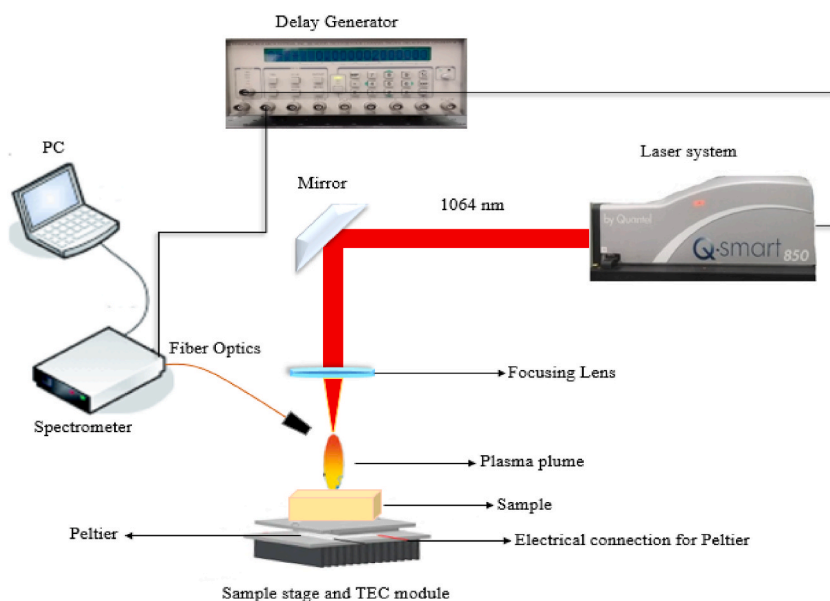 Delay Generator
PC
Laser system
Mirror
1064 nm
by Quantel
Q-smart 850
Fiber Optics
Focusing Lens
Spectrometer
Plasma plume
Sample
Peltier
Electrical connection for Peltier
Sample stage and TEC module